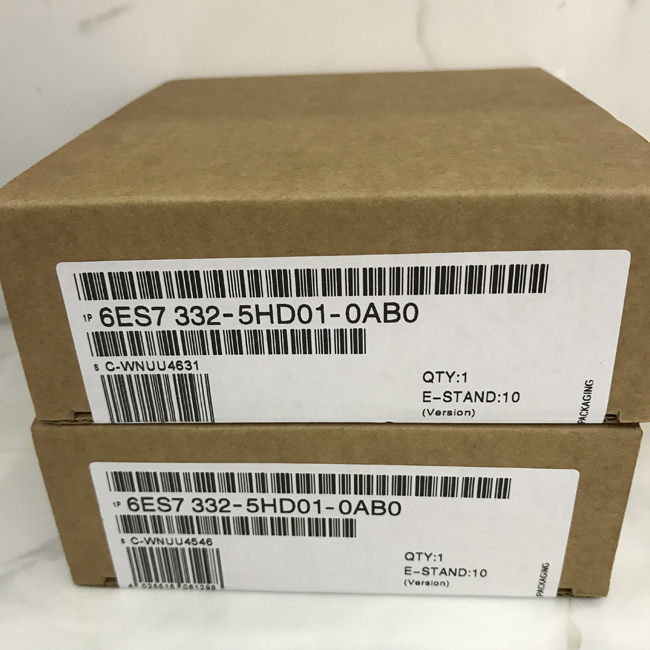 1P 6ES7 332-5HD01-0AB0
S C-WNUU4631
QTY:1
E-STAND:10
(Version)
PACKAGING
1P 6ES7 332-5HD01-0AB0
S C-WNUU4546
QTY:1
E-STAND:10
(Version)
PACKAGING